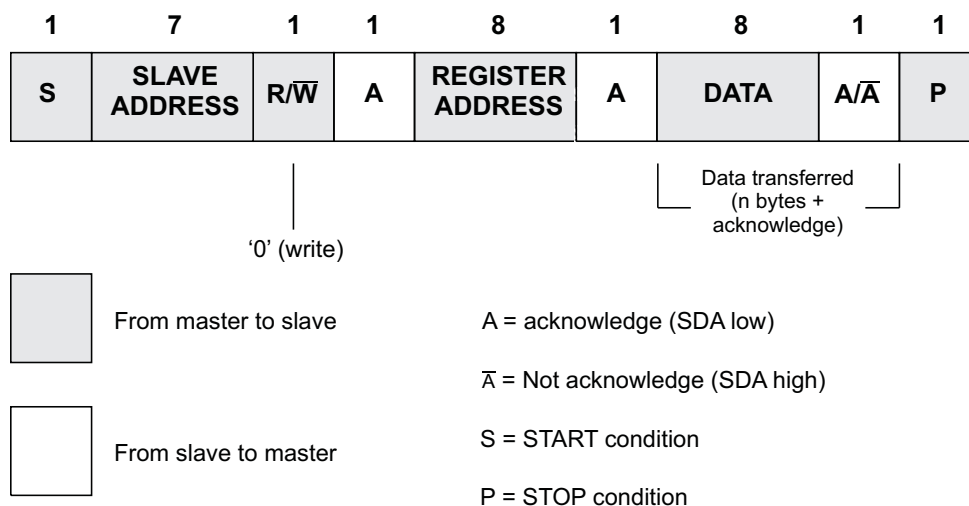 1 7 1 1 8 1 8 1 1
S SLAVE ADDRESS R/W̅ A REGISTER ADDRESS A DATA A/A̅ P
Data transferred
(n bytes +
acknowledge)
‘0’ (write)
From master to slave
A = acknowledge (SDA low)
A̅ = Not acknowledge (SDA high)
From slave to master
S = START condition
P = STOP condition